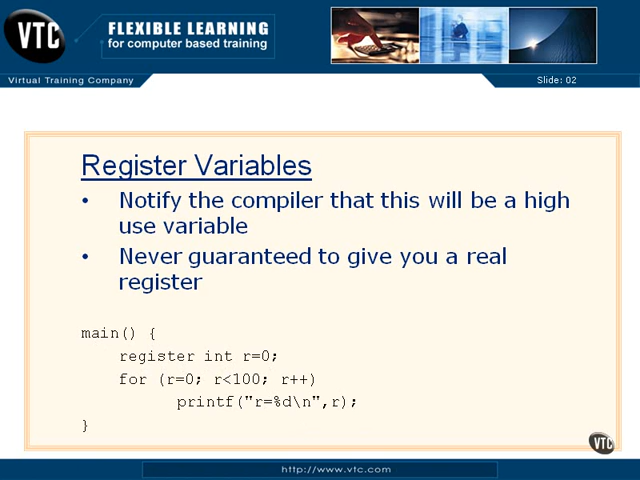 VTC
FLEXIBLE LEARNING
for computer based training
Virtual Training Company
Slide: 02
Register Variables
• Notify the compiler that this will be a high
use variable
• Never guaranteed to give you a real
register
main() {
register int r=0;
for (r=0; r<100; r++)
printf("r=%d\n",r);
}
VTC
http://www.vtc.com